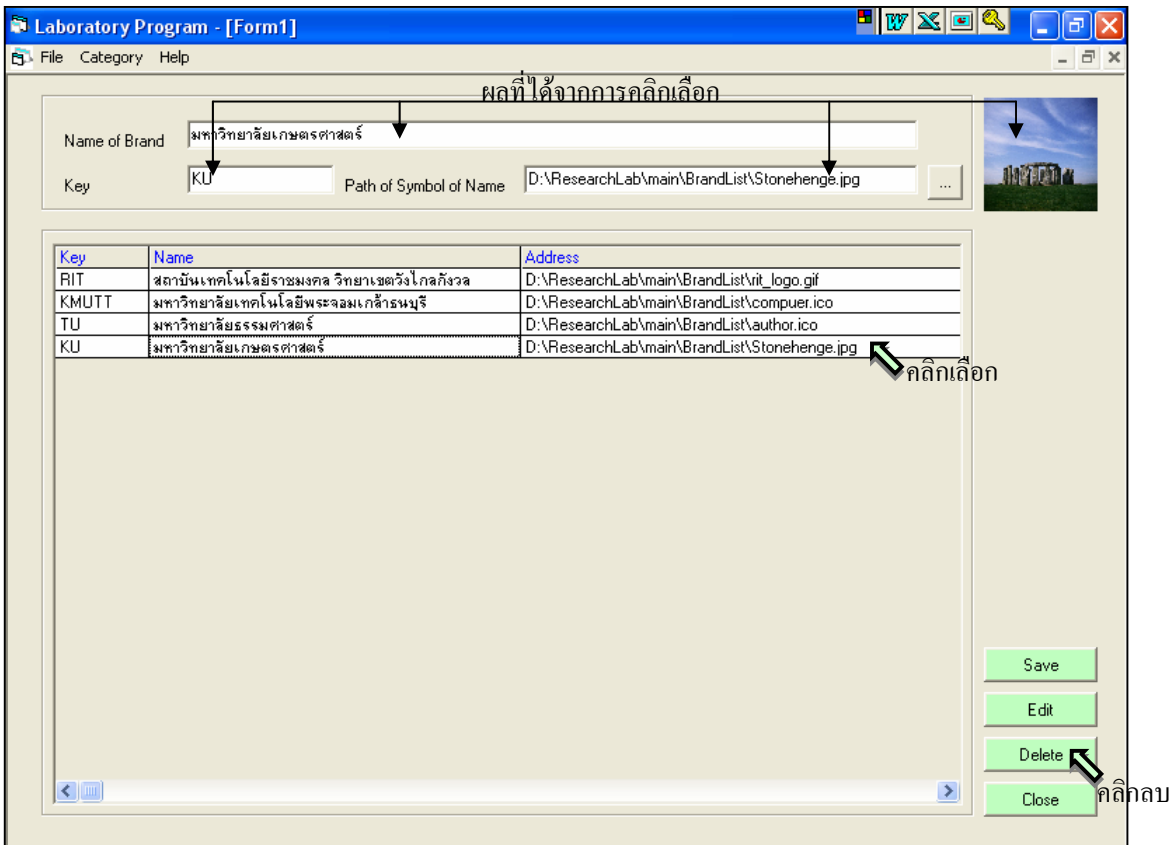 Laboratory Program - [Form1]
File Category Help
ผลที่ได้จากการคลิกเลือก
Name of Brand มหาวิทยาลัยเกษตรศาสตร์
Key KU Path of Symbol of Name D:\ResearchLab\main\BrandList\Stonehenge.jpg ...
Key Name Address
RIT สถาบันเทคโนโลยีราชมงคล วิทยาเขตวังไกลกังวล D:\ResearchLab\main\BrandList\rit_logo.gif
KMUTT มหาวิทยาลัยเทคโนโลยีพระจอมเกล้าธนบุรี D:\ResearchLab\main\BrandList\compuer.ico
TU มหาวิทยาลัยธรรมศาสตร์ D:\ResearchLab\main\BrandList\author.ico
KU มหาวิทยาลัยเกษตรศาสตร์ D:\ResearchLab\main\BrandList\Stonehenge.jpg
คลิกเลือก
Save
Edit
Delete
คลิกลบ
Close